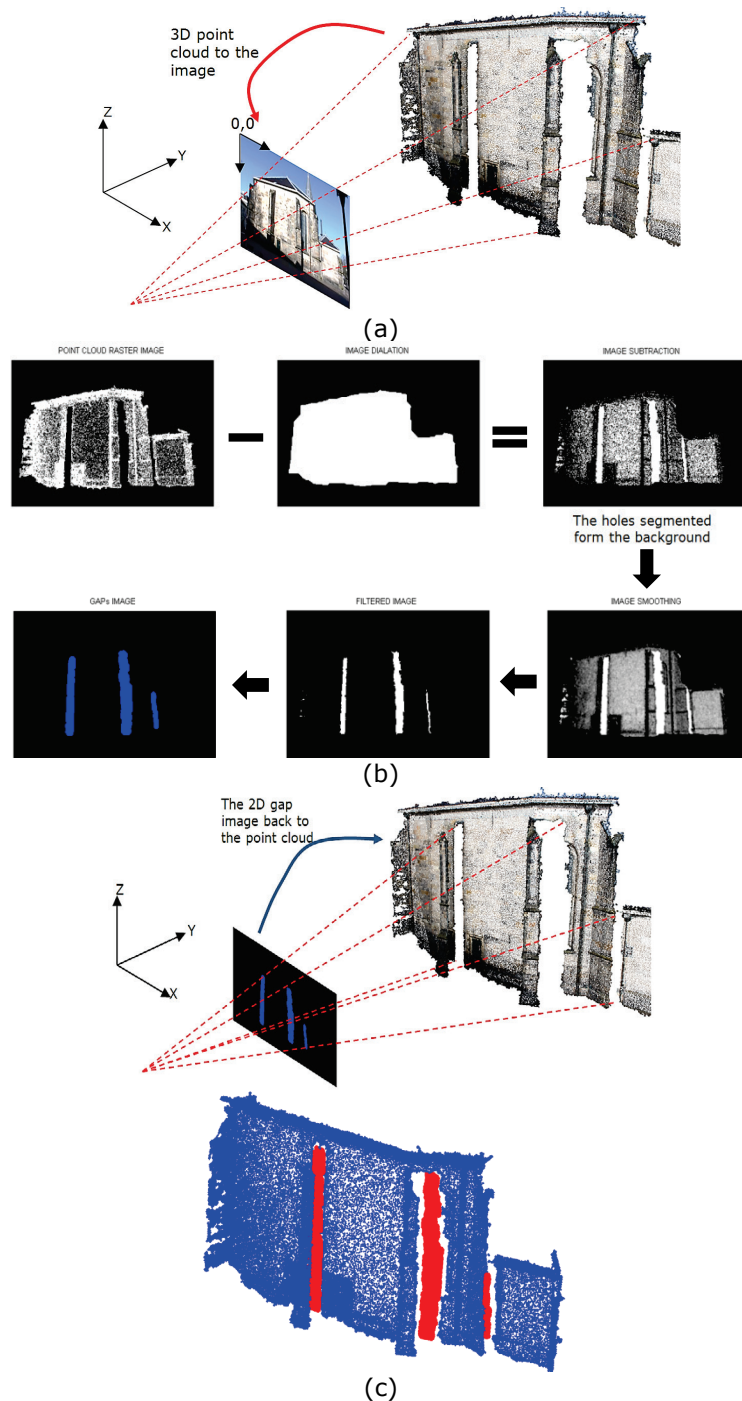 3D point
cloud to the
image
0,0
Z
Y
X
(a)
POINT CLOUD RASTER IMAGE
IMAGE DIALATION
IMAGE SUBTRACTION
The holes segmented
form the background
GAPs IMAGE
FILTERED IMAGE
IMAGE SMOOTHING
(b)
The 2D gap
image back to
the point cloud
Z
Y
X
(c)